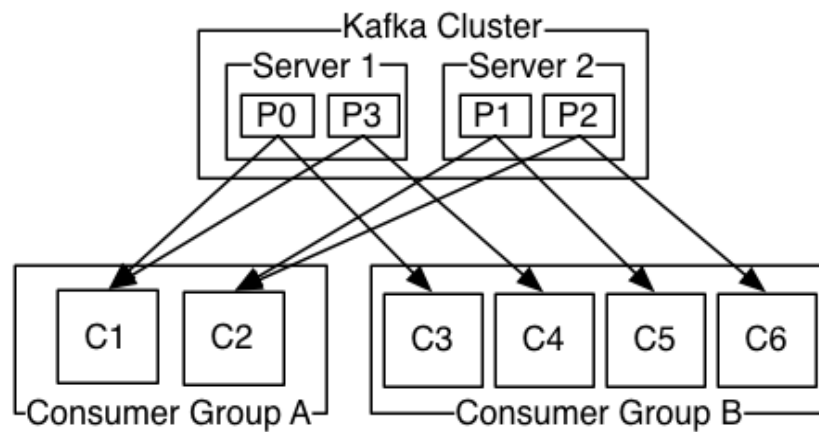 Kafka Cluster
Server 1 Server 2
P0 P3 P1 P2
C1 C2 C3 C4 C5 C6
Consumer Group A Consumer Group B